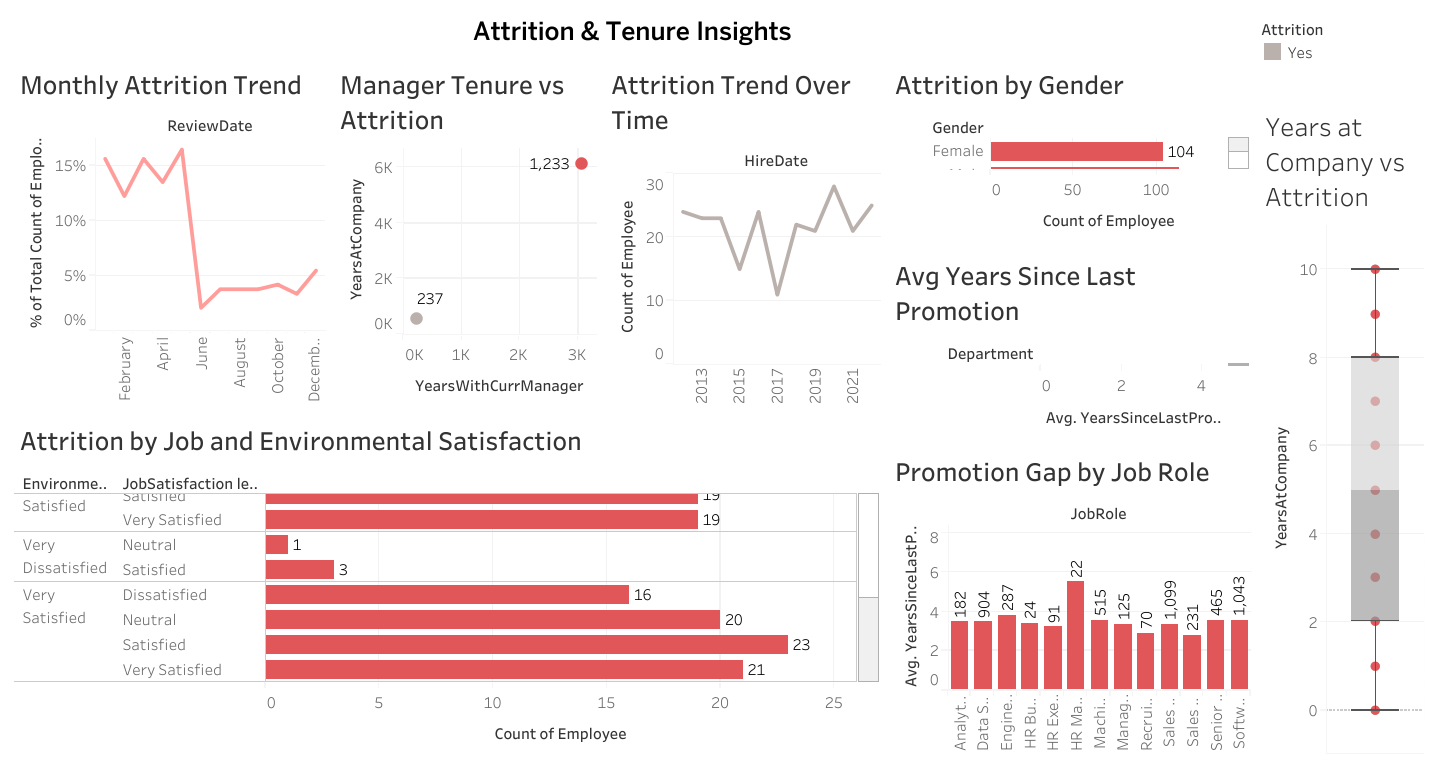 Attrition & Tenure Insights
Attrition
Yes
Monthly Attrition Trend
ReviewDate
% of Total Count of Emplo..
15%
10%
5%
0%
February
April
June
August
October
Decemb..
Manager Tenure vs
Attrition
YearsAtCompany
6K
4K
2K
0K
1,233
237
0K 1K 2K 3K
YearsWithCurrManager
Attrition Trend Over
Time
HireDate
Count of Employee
30
20
10
0
2013
2015
2017
2019
2021
Attrition by Gender
Gender
Female 104
0 50 100
Count of Employee
Avg Years Since Last
Promotion
Department
0 2 4
Avg. YearsSinceLastPro..
Years at
Company vs
Attrition
YearsAtCompany
10
8
6
4
2
0
Attrition by Job and Environmental Satisfaction
Environme.. JobSatisfaction le..
Satisfied 19
Satisfied
Very Satisfied 19
Very Neutral 1
Dissatisfied Satisfied 3
Very Dissatisfied 16
Satisfied Neutral 20
Satisfied 23
Very Satisfied 21
0 5 10 15 20 25
Count of Employee
Promotion Gap by Job Role
JobRole
Avg. YearsSinceLastP..
8
6
4
2
0
182
904
287
24
91
22
515
125
70
1,099
231
465
1,043
Analyt..
Data S..
Engine..
HR Bu..
HR Exe..
HR Ma..
Machi..
Manag..
Recrui..
Sales ..
Sales ..
Senior ..
Softw..